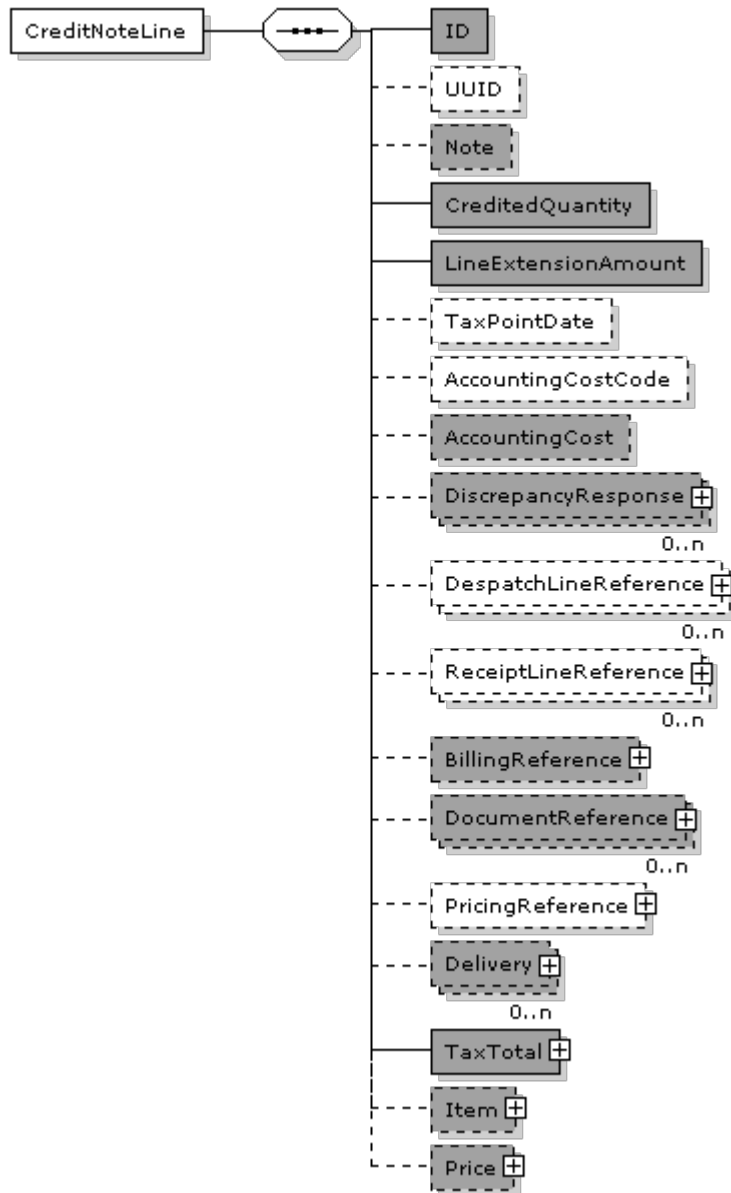 CreditNoteLine
ID
UUID
Note
CreditedQuantity
LineExtensionAmount
TaxPointDate
AccountingCostCode
AccountingCost
DiscrepancyResponse
0..n
DespatchLineReference
0..n
ReceiptLineReference
0..n
BillingReference
DocumentReference
0..n
PricingReference
Delivery
0..n
TaxTotal
Item
Price